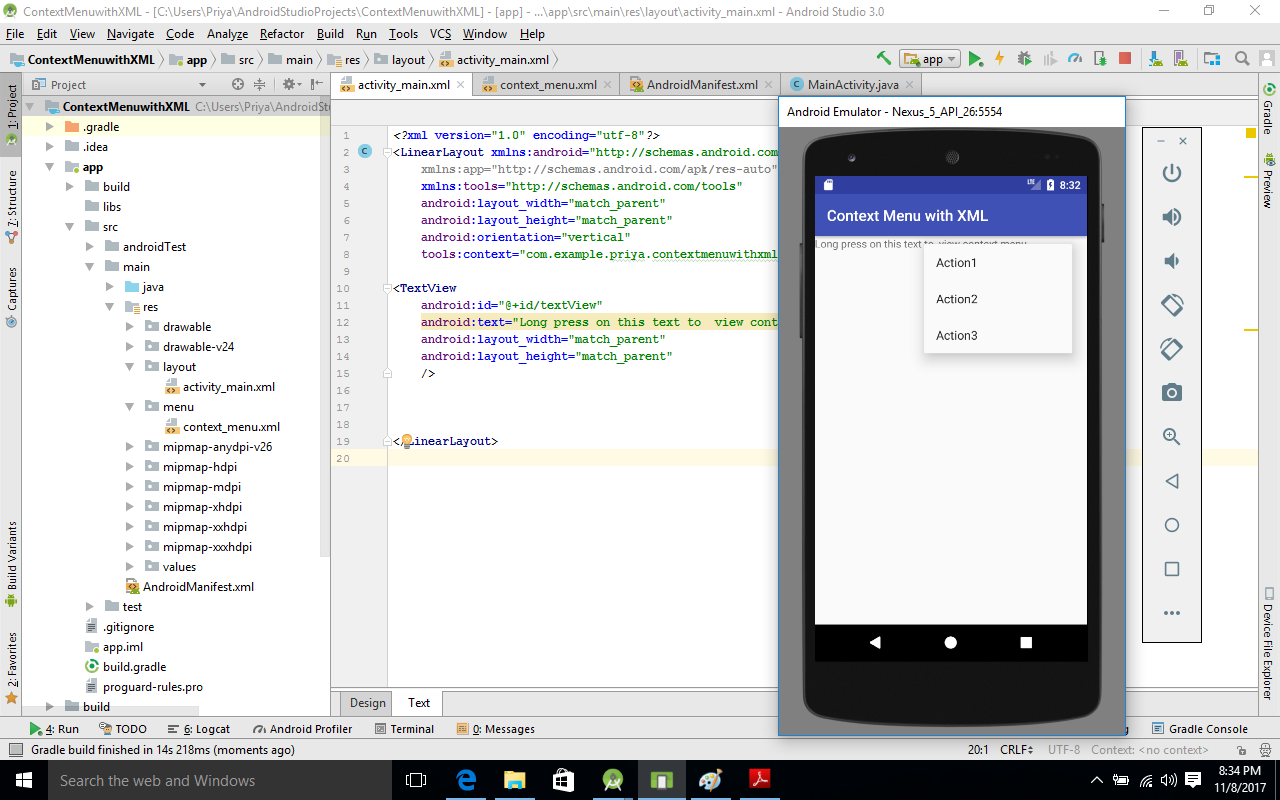 ContextMenuwithXML - [C:\Users\Priya\AndroidStudioProjects\ContextMenuwithXML] - [app] - ...\app\src\main\res\layout\activity_main.xml - Android Studio 3.0
File Edit View Navigate Code Analyze Refactor Build Run Tools VCS Window Help
ContextMenuwithXML app src main res layout activity_main.xml app
Project
activity_main.xml context_menu.xml AndroidManifest.xml MainActivity.java
1: Project
7: Structure
Captures
Build Variants
2: Favorites
ContextMenuwithXML C:\Users\Priya\AndroidSt
.gradle
.idea
app
build
libs
src
androidTest
main
java
res
drawable
drawable-v24
layout
activity_main.xml
menu
context_menu.xml
mipmap-anydpi-v26
mipmap-hdpi
mipmap-mdpi
mipmap-xhdpi
mipmap-xxhdpi
mipmap-xxxhdpi
values
AndroidManifest.xml
test
.gitignore
app.iml
build.gradle
proguard-rules.pro
build
1 <?xml version="1.0" encoding="utf-8"?>
2 <LinearLayout xmlns:android="http://schemas.android.com
3 xmlns:app="http://schemas.android.com/apk/res-auto"
4 xmlns:tools="http://schemas.android.com/tools"
5 android:layout_width="match_parent"
6 android:layout_height="match_parent"
7 android:orientation="vertical"
8 tools:context="com.example.priya.contextmenuwithxml
9
10 <TextView
11 android:id="@+id/textView"
12 android:text="Long press on this text to  view cont
13 android:layout_width="match_parent"
14 android:layout_height="match_parent"
15 />
16
17
18
19 </LinearLayout>
20
Design Text
Android Emulator - Nexus_5_API_26:5554
LTE 8:32
Context Menu with XML
Long press on this text to view context menu
Action1
Action2
Action3
Gradle
Preview
Device File Explorer
4: Run TODO 6: Logcat Android Profiler Terminal 0: Messages Gradle Console
Gradle build finished in 14s 218ms (moments ago) 20:1 CRLF UTF-8 Context: <no context>
Search the web and Windows
8:34 PM
11/8/2017